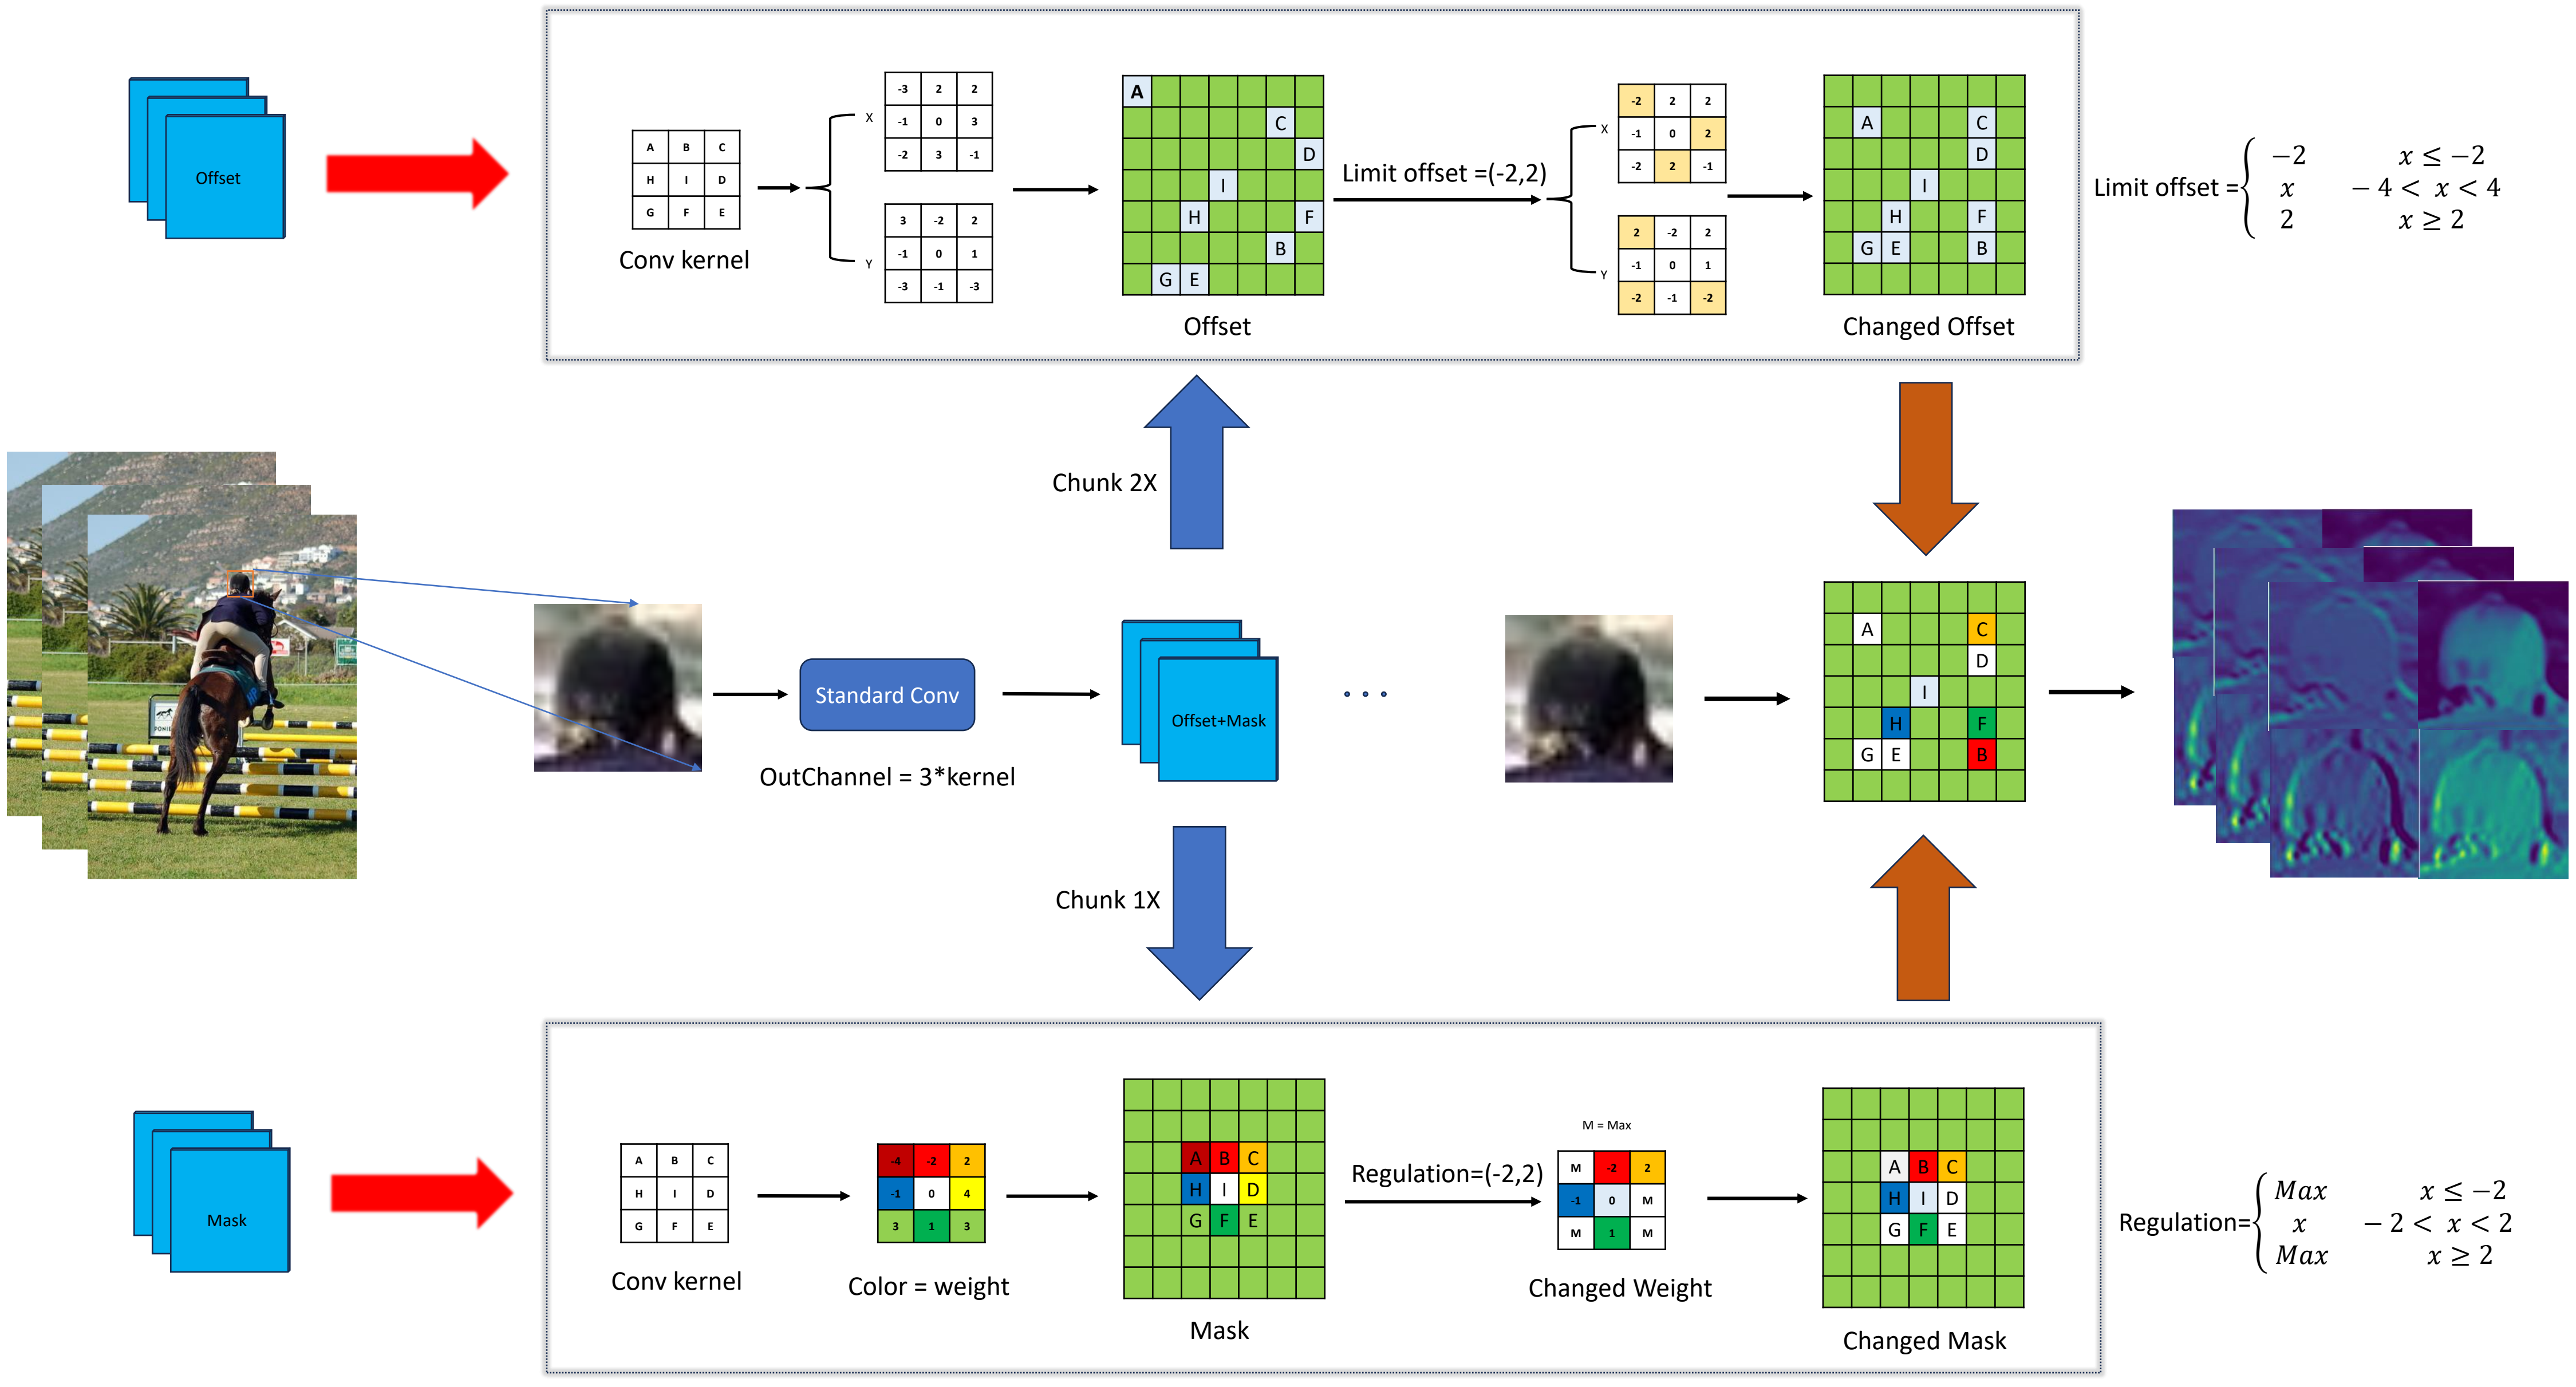 Offset
A B C
H I D
G F E
Conv kernel
X
-3 2 2
-1 0 3
-2 3 -1
Y
3 -2 2
-1 0 1
-3 -1 -3
A
C
D
I
H F
B
G E
Offset
Limit offset =(-2,2)
X
-2 2 2
-1 0 2
-2 2 -1
Y
2 -2 2
-1 0 1
-2 -1 -2
A C
D
I
H F
G E B
Changed Offset
Limit offset = { -2 x ≤ -2
x -4 < x < 4
2 x ≥ 2
Chunk 2X
Standard Conv
OutChannel = 3*kernel
Offset+Mask
A C
D
I
H F
G E B
Chunk 1X
Mask
A B C
H I D
G F E
Conv kernel
-4 -2 2
-1 0 4
3 1 3
Color = weight
A B C
H I D
G F E
Mask
Regulation=(-2,2)
M = Max
M -2 2
-1 0 M
M 1 M
Changed Weight
A B C
H I D
G F E
Changed Mask
Regulation= { Max x ≤ -2
x -2 < x < 2
Max x ≥ 2